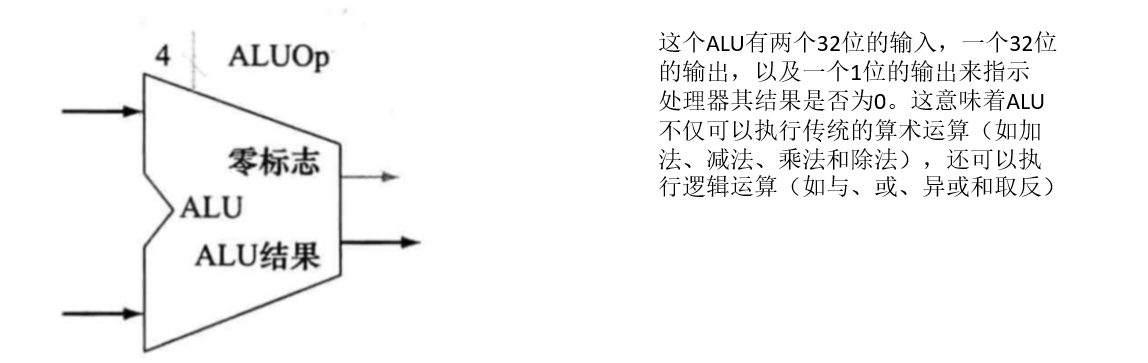 4 ALUOp
零标志
ALU
ALU结果
这个ALU有两个32位的输入，一个32位
的输出，以及一个1位的输出来指示
处理器其结果是否为0。这意味着ALU
不仅可以执行传统的算术运算（如加
法、减法、乘法和除法），还可以执
行逻辑运算（如与、或、异或和取反）